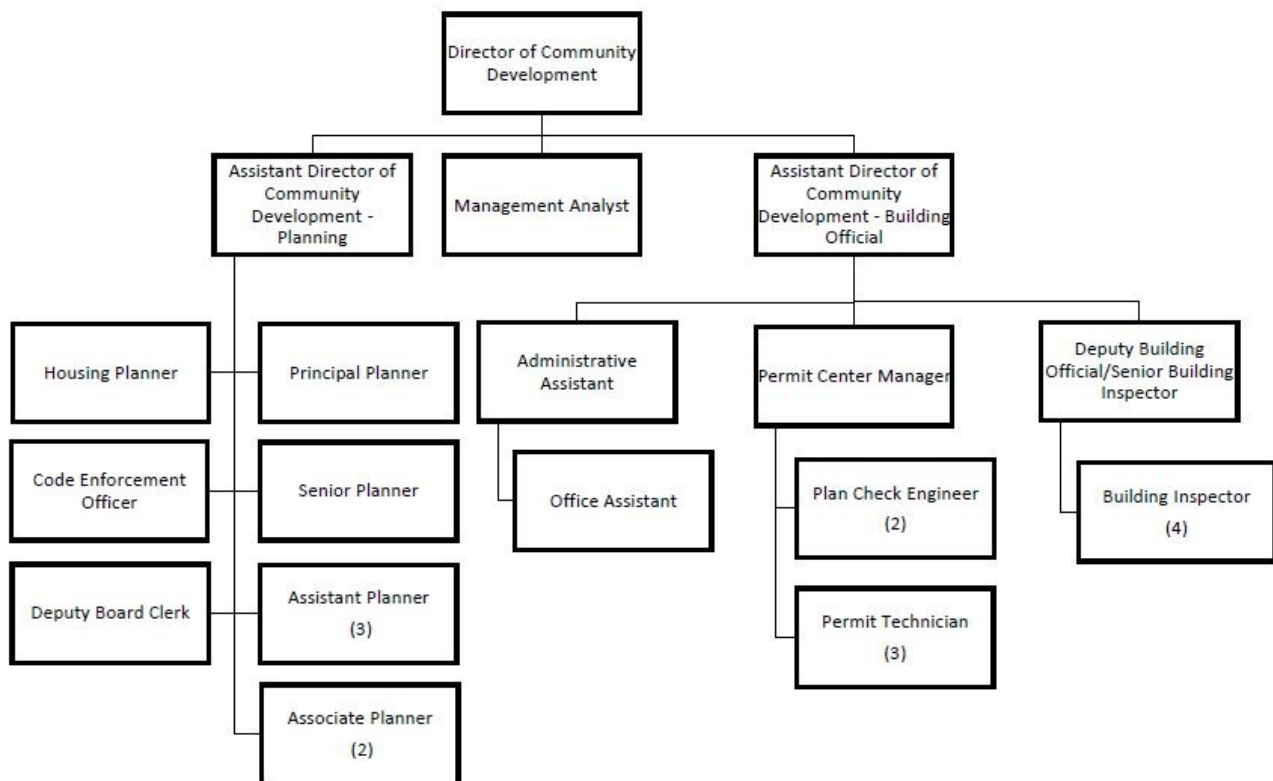 Director of Community
Development
Assistant Director of
Community
Development -
Planning
Management Analyst
Assistant Director of
Community
Development - Building
Official
Housing Planner
Principal Planner
Administrative
Assistant
Permit Center Manager
Deputy Building
Official/Senior Building
Inspector
Code Enforcement
Officer
Senior Planner
Office Assistant
Plan Check Engineer
(2)
Building Inspector
(4)
Deputy Board Clerk
Assistant Planner
(3)
Permit Technician
(3)
Associate Planner
(2)